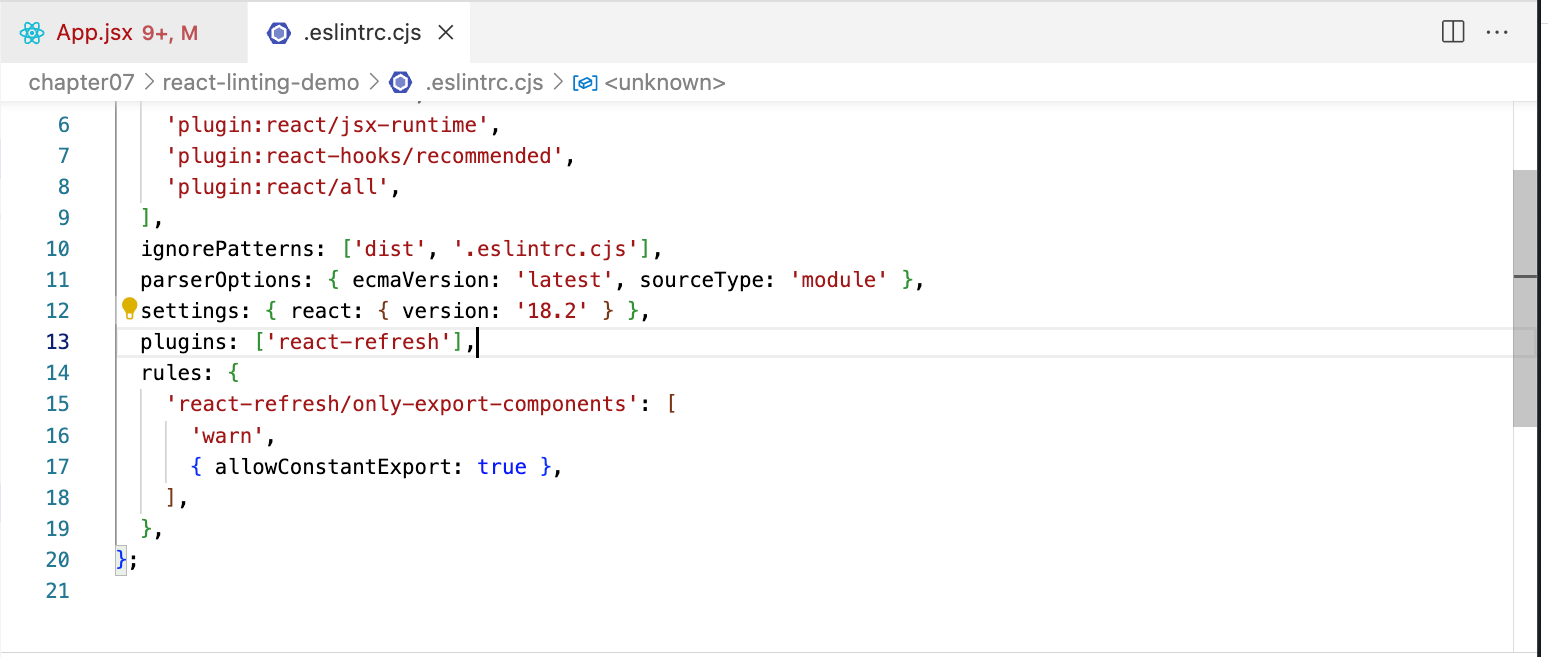 App.jsx 9+, M .eslintrc.cjs
chapter07 > react-linting-demo > .eslintrc.cjs > <unknown>
6 'plugin:react/jsx-runtime',
7 'plugin:react-hooks/recommended',
8 'plugin:react/all',
9 ],
10 ignorePatterns: ['dist', '.eslintrc.cjs'],
11 parserOptions: { ecmaVersion: 'latest', sourceType: 'module' },
12 settings: { react: { version: '18.2' } },
13 plugins: ['react-refresh'],
14 rules: {
15 'react-refresh/only-export-components': [
16 'warn',
17 { allowConstantExport: true },
18 ],
19 },
20 };
21